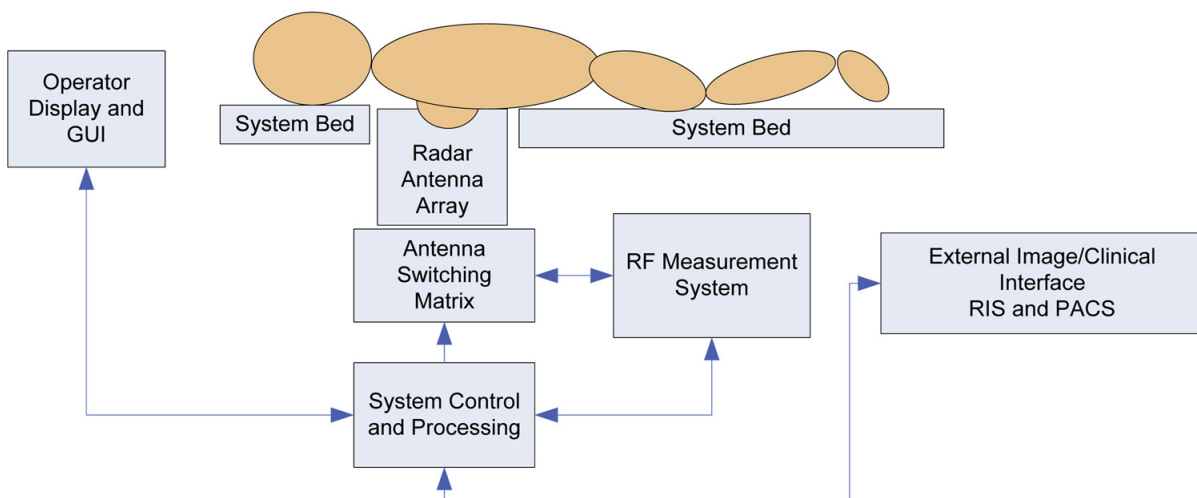 Operator
Display and
GUI
System Bed
System Bed
Radar
Antenna
Array
Antenna
Switching
Matrix
RF Measurement
System
External Image/Clinical
Interface
RIS and PACS
System Control
and Processing